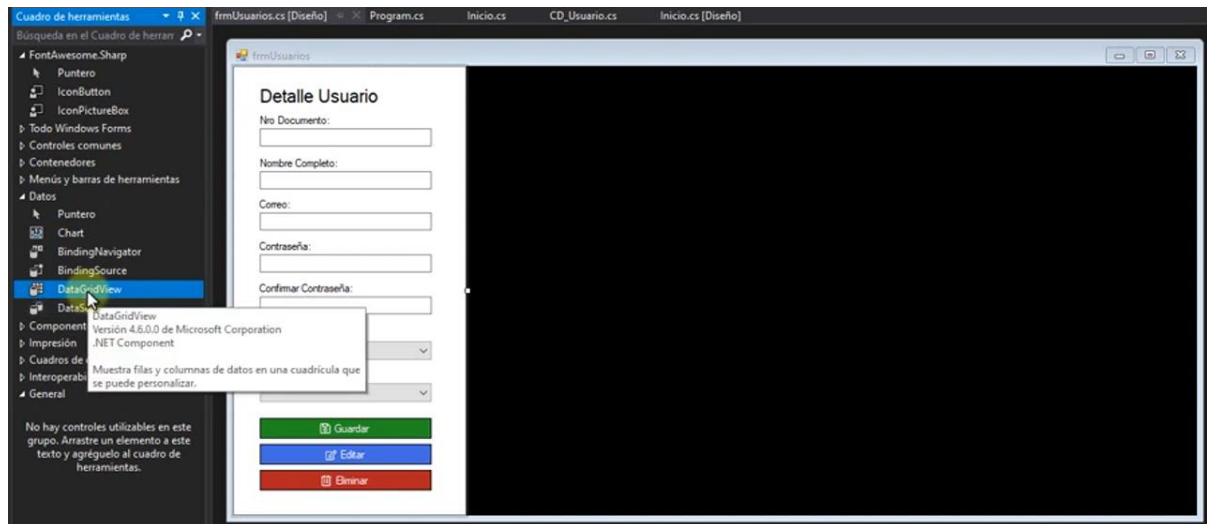 Cuadro de herramientas
frmUsuarios.cs [Diseño]
Program.cs
Inicio.cs
CD_Usuario.cs
Inicio.cs [Diseño]
Búsqueda en el Cuadro de herram
FontAwesome.Sharp
Puntero
IconButton
IconPictureBox
Todo Windows Forms
Controles comunes
Contenedores
Menús y barras de herramientas
Datos
Puntero
Chart
BindingNavigator
BindingSource
DataGridView
DataS
Component
Impresión
Cuadros de
Interoperabi
General
No hay controles utilizables en este
grupo. Arrastre un elemento a este
texto y agréguelo al cuadro de
herramientas.
DataGridView
Versión 4.6.0.0 de Microsoft Corporation
.NET Component
Muestra filas y columnas de datos en una cuadrícula que
se puede personalizar.
frmUsuarios
Detalle Usuario
Nro Documento:
Nombre Completo:
Correo:
Contraseña:
Confirmar Contraseña:
Guardar
Editar
Eliminar